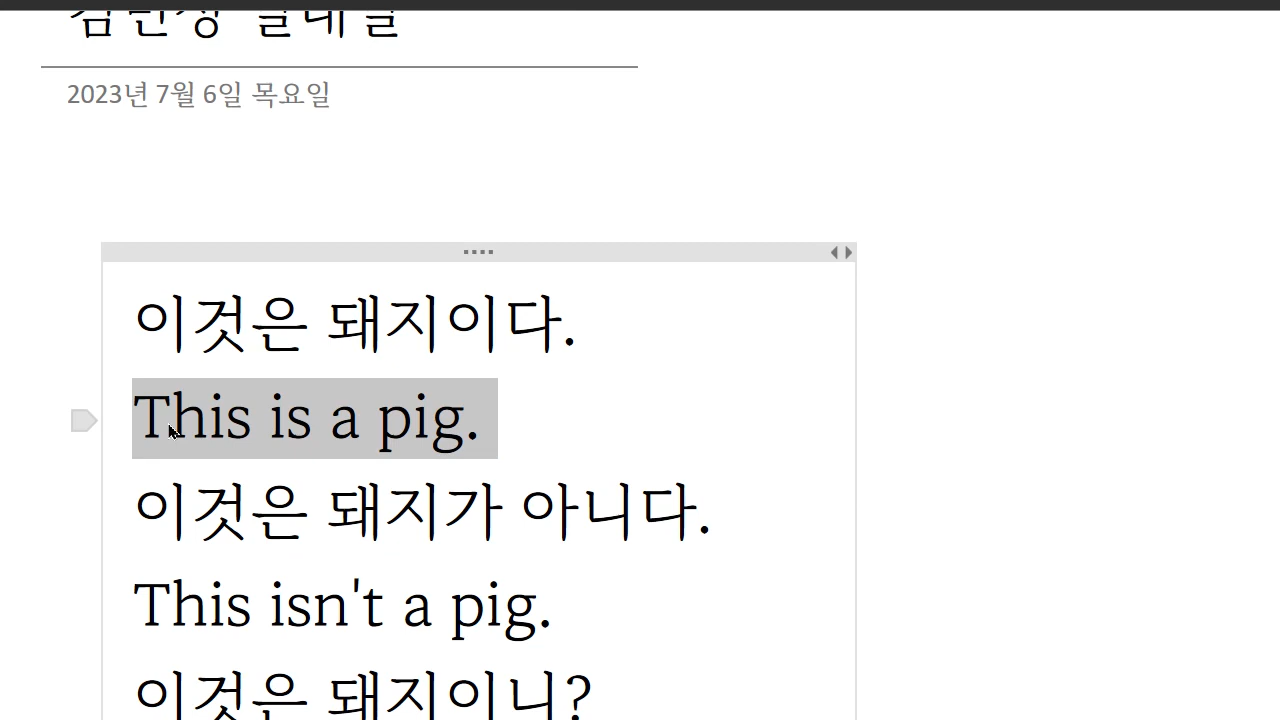 2023년 7월 6일 목요일
이것은 돼지이다.
This is a pig.
이것은 돼지가 아니다.
This isn't a pig.
이것은 돼지이니?